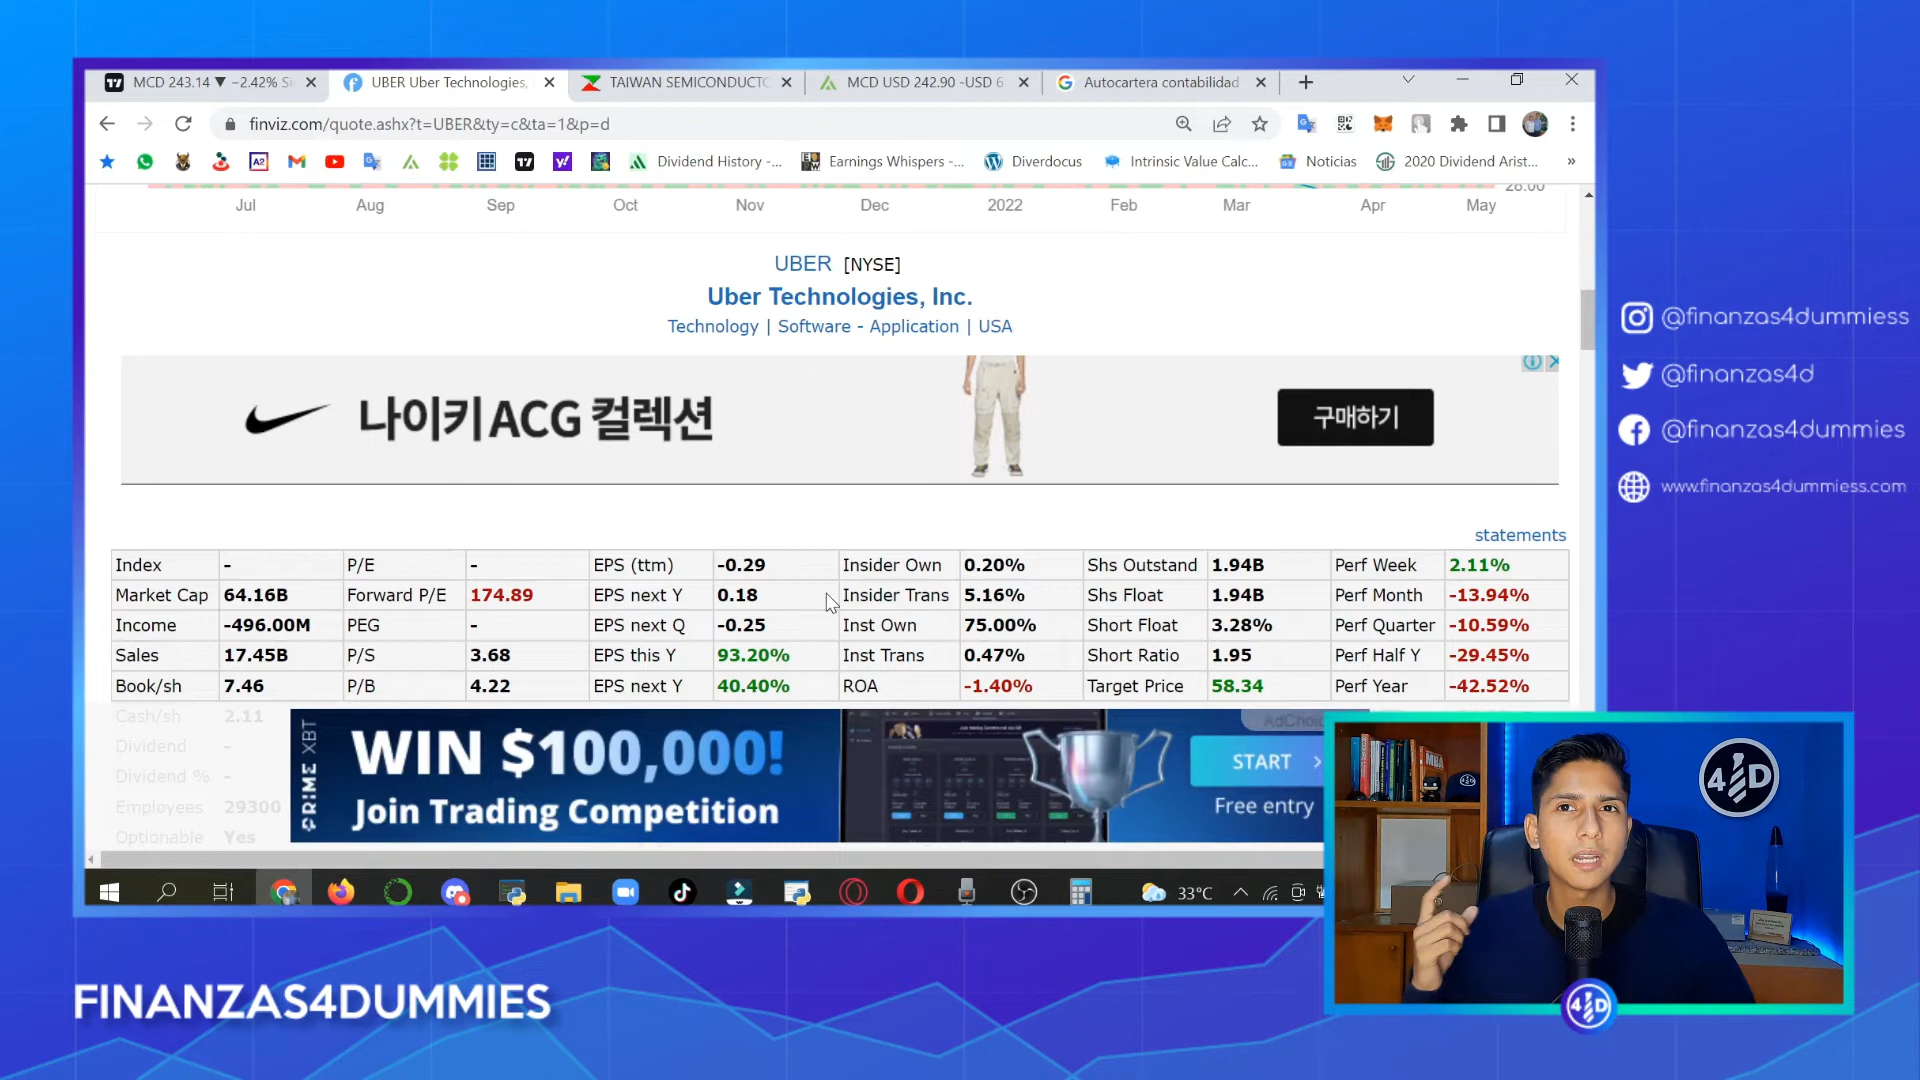 MCD 243.14 ▼ −2.42% Si
UBER Uber Technologies,
TAIWAN SEMICONDUCTO
MCD USD 242.90 -USD 6
Autocartera contabilidad
finviz.com/quote.ashx?t=UBER&ty=c&ta=1&p=d
A2
Dividend History -...
Earnings Whispers -...
Diverdocus
Intrinsic Value Calc...
Noticias
2020 Dividend Arist...
»
28.00
Jul Aug Sep Oct Nov Dec 2022 Feb Mar Apr May
UBER [NYSE]
Uber Technologies, Inc.
Technology | Software - Application | USA
나이키 ACG 컬렉션
구매하기
statements
Index - P/E - EPS (ttm) -0.29 Insider Own 0.20% Shs Outstand 1.94B Perf Week 2.11%
Market Cap 64.16B Forward P/E 174.89 EPS next Y 0.18 Insider Trans 5.16% Shs Float 1.94B Perf Month -13.94%
Income -496.00M PEG - EPS next Q -0.25 Inst Own 75.00% Short Float 3.28% Perf Quarter -10.59%
Sales 17.45B P/S 3.68 EPS this Y 93.20% Inst Trans 0.47% Short Ratio 1.95 Perf Half Y -29.45%
Book/sh 7.46 P/B 4.22 EPS next Y 40.40% ROA -1.40% Target Price 58.34 Perf Year -42.52%
Cash/sh 2.11
Dividend -
Dividend % -
Employees 29300
Optionable Yes
PRIME XBT
WIN $100,000!
Join Trading Competition
AdChoi
START
Free entry
33°C
@finanzas4dummiess
@finanzas4d
@finanzas4dummies
www.finanzas4dummiess.com
MBA
4D
4D
FINANZAS4DUMMIES